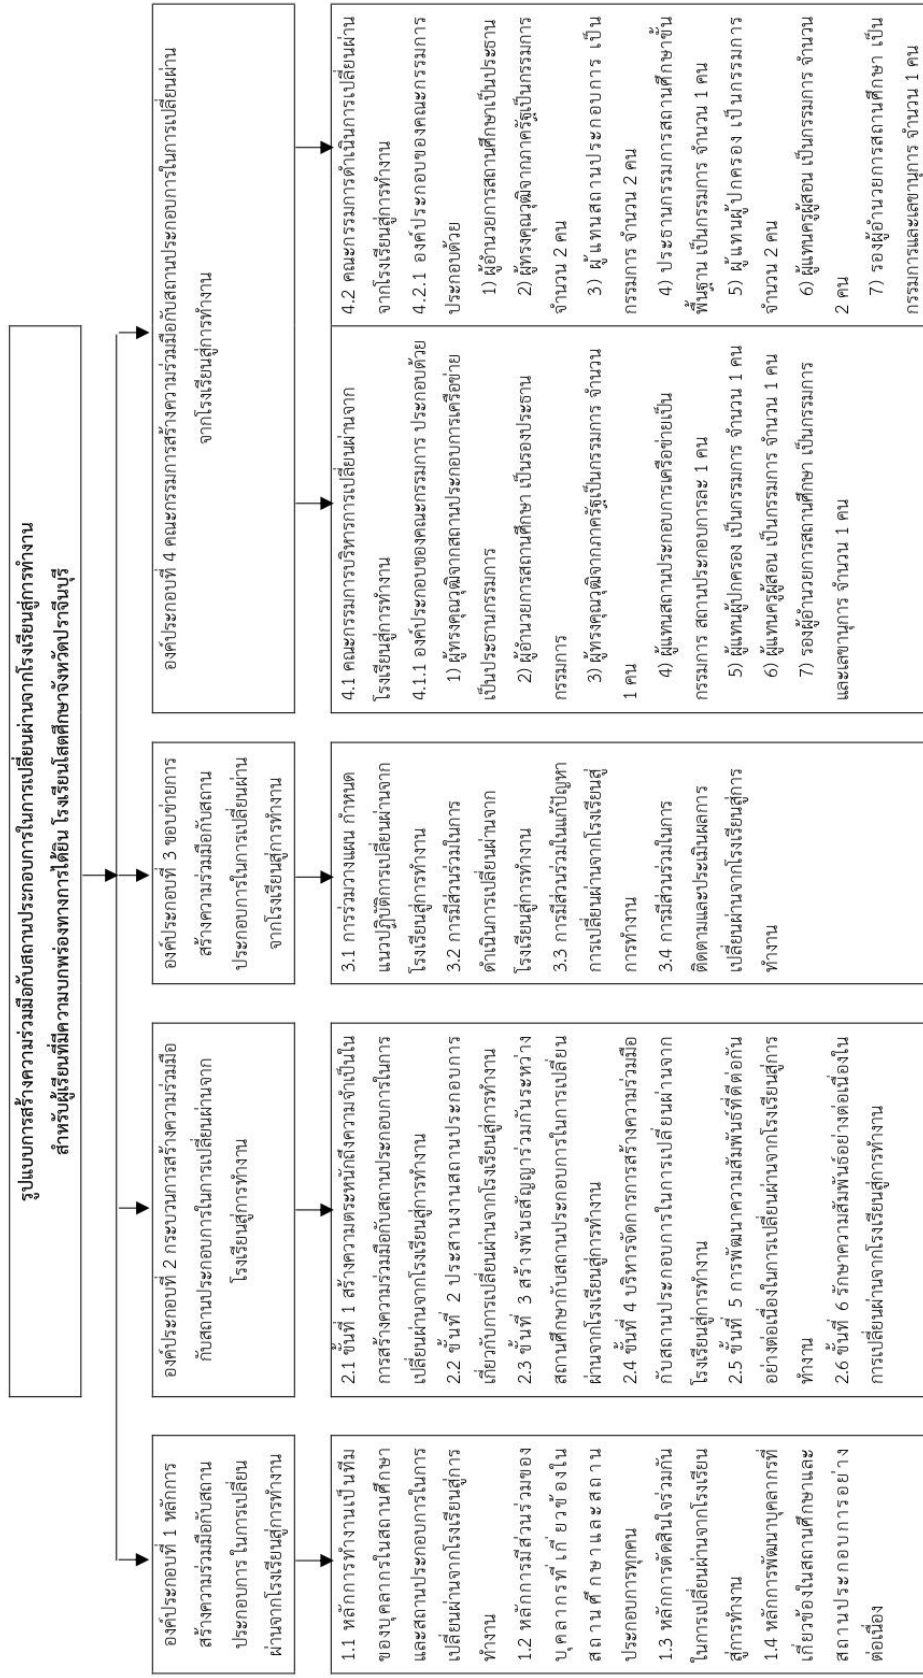 รูปแบบการสร้างความร่วมมือกับสถานประกอบการในการเปลี่ยนผ่านจากโรงเรียนสู่การทำงาน
สำหรับผู้เรียนที่มีความบกพร่องทางการได้ยิน โรงเรียนโสตศึกษาจังหวัดปราจีนบุรี
องค์ประกอบที่ 1 หลักการ
สร้างความร่วมมือกับสถาน
ประกอบการ ในการเปลี่ยน
ผ่านจากโรงเรียนสู่การทำงาน
1.1 หลักการทำงานเป็นทีม
ของบุคลากรในสถานศึกษา
และสถานประกอบการในการ
เปลี่ยนผ่านจากโรงเรียนสู่การ
ทำงาน
1.2 หลักการมีส่วนร่วมของ
บุคลากรที่เกี่ยวข้องใน
สถานศึกษาและสถาน
ประกอบการทุกคน
1.3 หลักการตัดสินใจร่วมกัน
ในการเปลี่ยนผ่านจากโรงเรียน
สู่การทำงาน
1.4 หลักการพัฒนาบุคลากรที่
เกี่ยวข้องในสถานศึกษาและ
สถานประกอบการอย่าง
ต่อเนื่อง
องค์ประกอบที่ 2 กระบวนการสร้างความร่วมมือ
กับสถานประกอบการในการเปลี่ยนผ่านจาก
โรงเรียนสู่การทำงาน
2.1 ขั้นที่ 1 สร้างความตระหนักถึงความจำเป็นใน
การสร้างความร่วมมือกับสถานประกอบการในการ
เปลี่ยนผ่านจากโรงเรียนสู่การทำงาน
2.2 ขั้นที่ 2 ประสานงานสถานประกอบการ
เกี่ยวกับการเปลี่ยนผ่านจากโรงเรียนสู่การทำงาน
2.3 ขั้นที่ 3 สร้างพันธสัญญาร่วมกันระหว่าง
สถานศึกษากับสถานประกอบการในการเปลี่ยน
ผ่านจากโรงเรียนสู่การทำงาน
2.4 ขั้นที่ 4 บริหารจัดการการสร้างความร่วมมือ
กับสถานประกอบการในการเปลี่ยนผ่านจาก
โรงเรียนสู่การทำงาน
2.5 ขั้นที่ 5 การพัฒนาความสัมพันธ์ที่ดีต่อกัน
อย่างต่อเนื่องในการเปลี่ยนผ่านจากโรงเรียนสู่การ
ทำงาน
2.6 ขั้นที่ 6 รักษาความสัมพันธ์อย่างต่อเนื่องใน
การเปลี่ยนผ่านจากโรงเรียนสู่การทำงาน
องค์ประกอบที่ 3 ขอบข่ายการ
สร้างความร่วมมือกับสถาน
ประกอบการในการเปลี่ยนผ่าน
จากโรงเรียนสู่การทำงาน
3.1 การร่วมวางแผน กำหนด
แนวปฏิบัติการเปลี่ยนผ่านจาก
โรงเรียนสู่การทำงาน
3.2 การมีส่วนร่วมในการ
ดำเนินการเปลี่ยนผ่านจาก
โรงเรียนสู่การทำงาน
3.3 การมีส่วนร่วมในแก้ปัญหา
การเปลี่ยนผ่านจากโรงเรียนสู่
การทำงาน
3.4 การมีส่วนร่วมในการ
ติดตามและประเมินผลการ
เปลี่ยนผ่านจากโรงเรียนสู่การ
ทำงาน
องค์ประกอบที่ 4 คณะกรรมการสร้างความร่วมมือกับสถานประกอบการในการเปลี่ยนผ่าน
จากโรงเรียนสู่การทำงาน
4.1 คณะกรรมการบริหารการเปลี่ยนผ่านจาก
โรงเรียนสู่การทำงาน
4.1.1 องค์ประกอบของคณะกรรมการ ประกอบด้วย
1) ผู้ทรงคุณวุฒิจากสถานประกอบการเครือข่าย
เป็นประธานกรรมการ
2) ผู้อำนวยการสถานศึกษา เป็นรองประธาน
กรรมการ
3) ผู้ทรงคุณวุฒิจากภาครัฐเป็นกรรมการ จำนวน
1 คน
4) ผู้แทนสถานประกอบการเครือข่ายเป็น
กรรมการ สถานประกอบการละ 1 คน
5) ผู้แทนผู้ปกครอง เป็นกรรมการ จำนวน 1 คน
6) ผู้แทนครูผู้สอน เป็นกรรมการ จำนวน 1 คน
7) รองผู้อำนวยการสถานศึกษา เป็นกรรมการ
และเลขานุการ จำนวน 1 คน
4.2 คณะกรรมการดำเนินการเปลี่ยนผ่าน
จากโรงเรียนสู่การทำงาน
4.2.1 องค์ประกอบของคณะกรรมการ
ประกอบด้วย
1) ผู้อำนวยการสถานศึกษาเป็นประธาน
2) ผู้ทรงคุณวุฒิจากภาครัฐเป็นกรรมการ
จำนวน 2 คน
3) ผู้แทนสถานประกอบการ เป็น
กรรมการ จำนวน 2 คน
4) ประธานกรรมการสถานศึกษาขั้น
พื้นฐาน เป็นกรรมการ จำนวน 1 คน
5) ผู้แทนผู้ปกครอง เป็นกรรมการ
จำนวน 2 คน
6) ผู้แทนครูผู้สอน เป็นกรรมการ จำนวน
2 คน
7) รองผู้อำนวยการสถานศึกษา เป็น
กรรมการและเลขานุการ จำนวน 1 คน